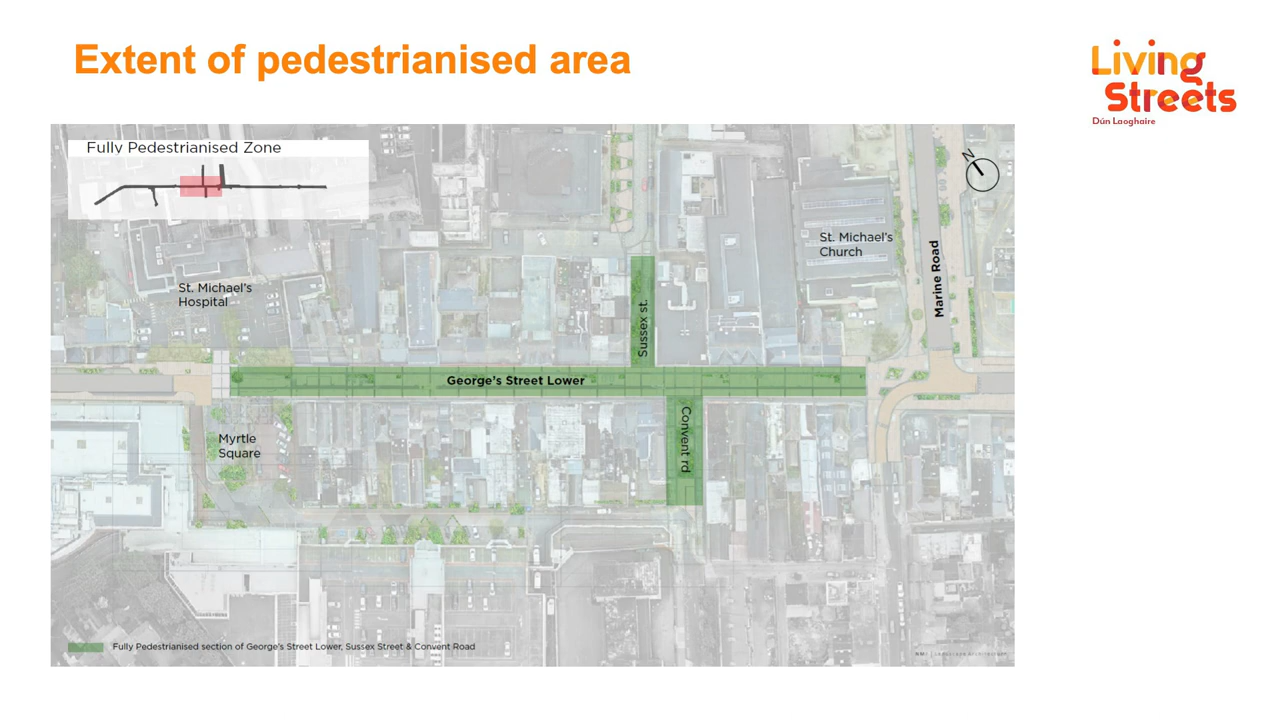 Extent of pedestrianised area
Living
Streets
Dún Laoghaire
Fully Pedestrianised Zone
N
St. Michael's
Church
Marine Road
St. Michael's
Hospital
Sussex st.
George's Street Lower
Convent rd
Myrtle
Square
Fully Pedestrianised section of George's Street Lower, Sussex Street & Convent Road